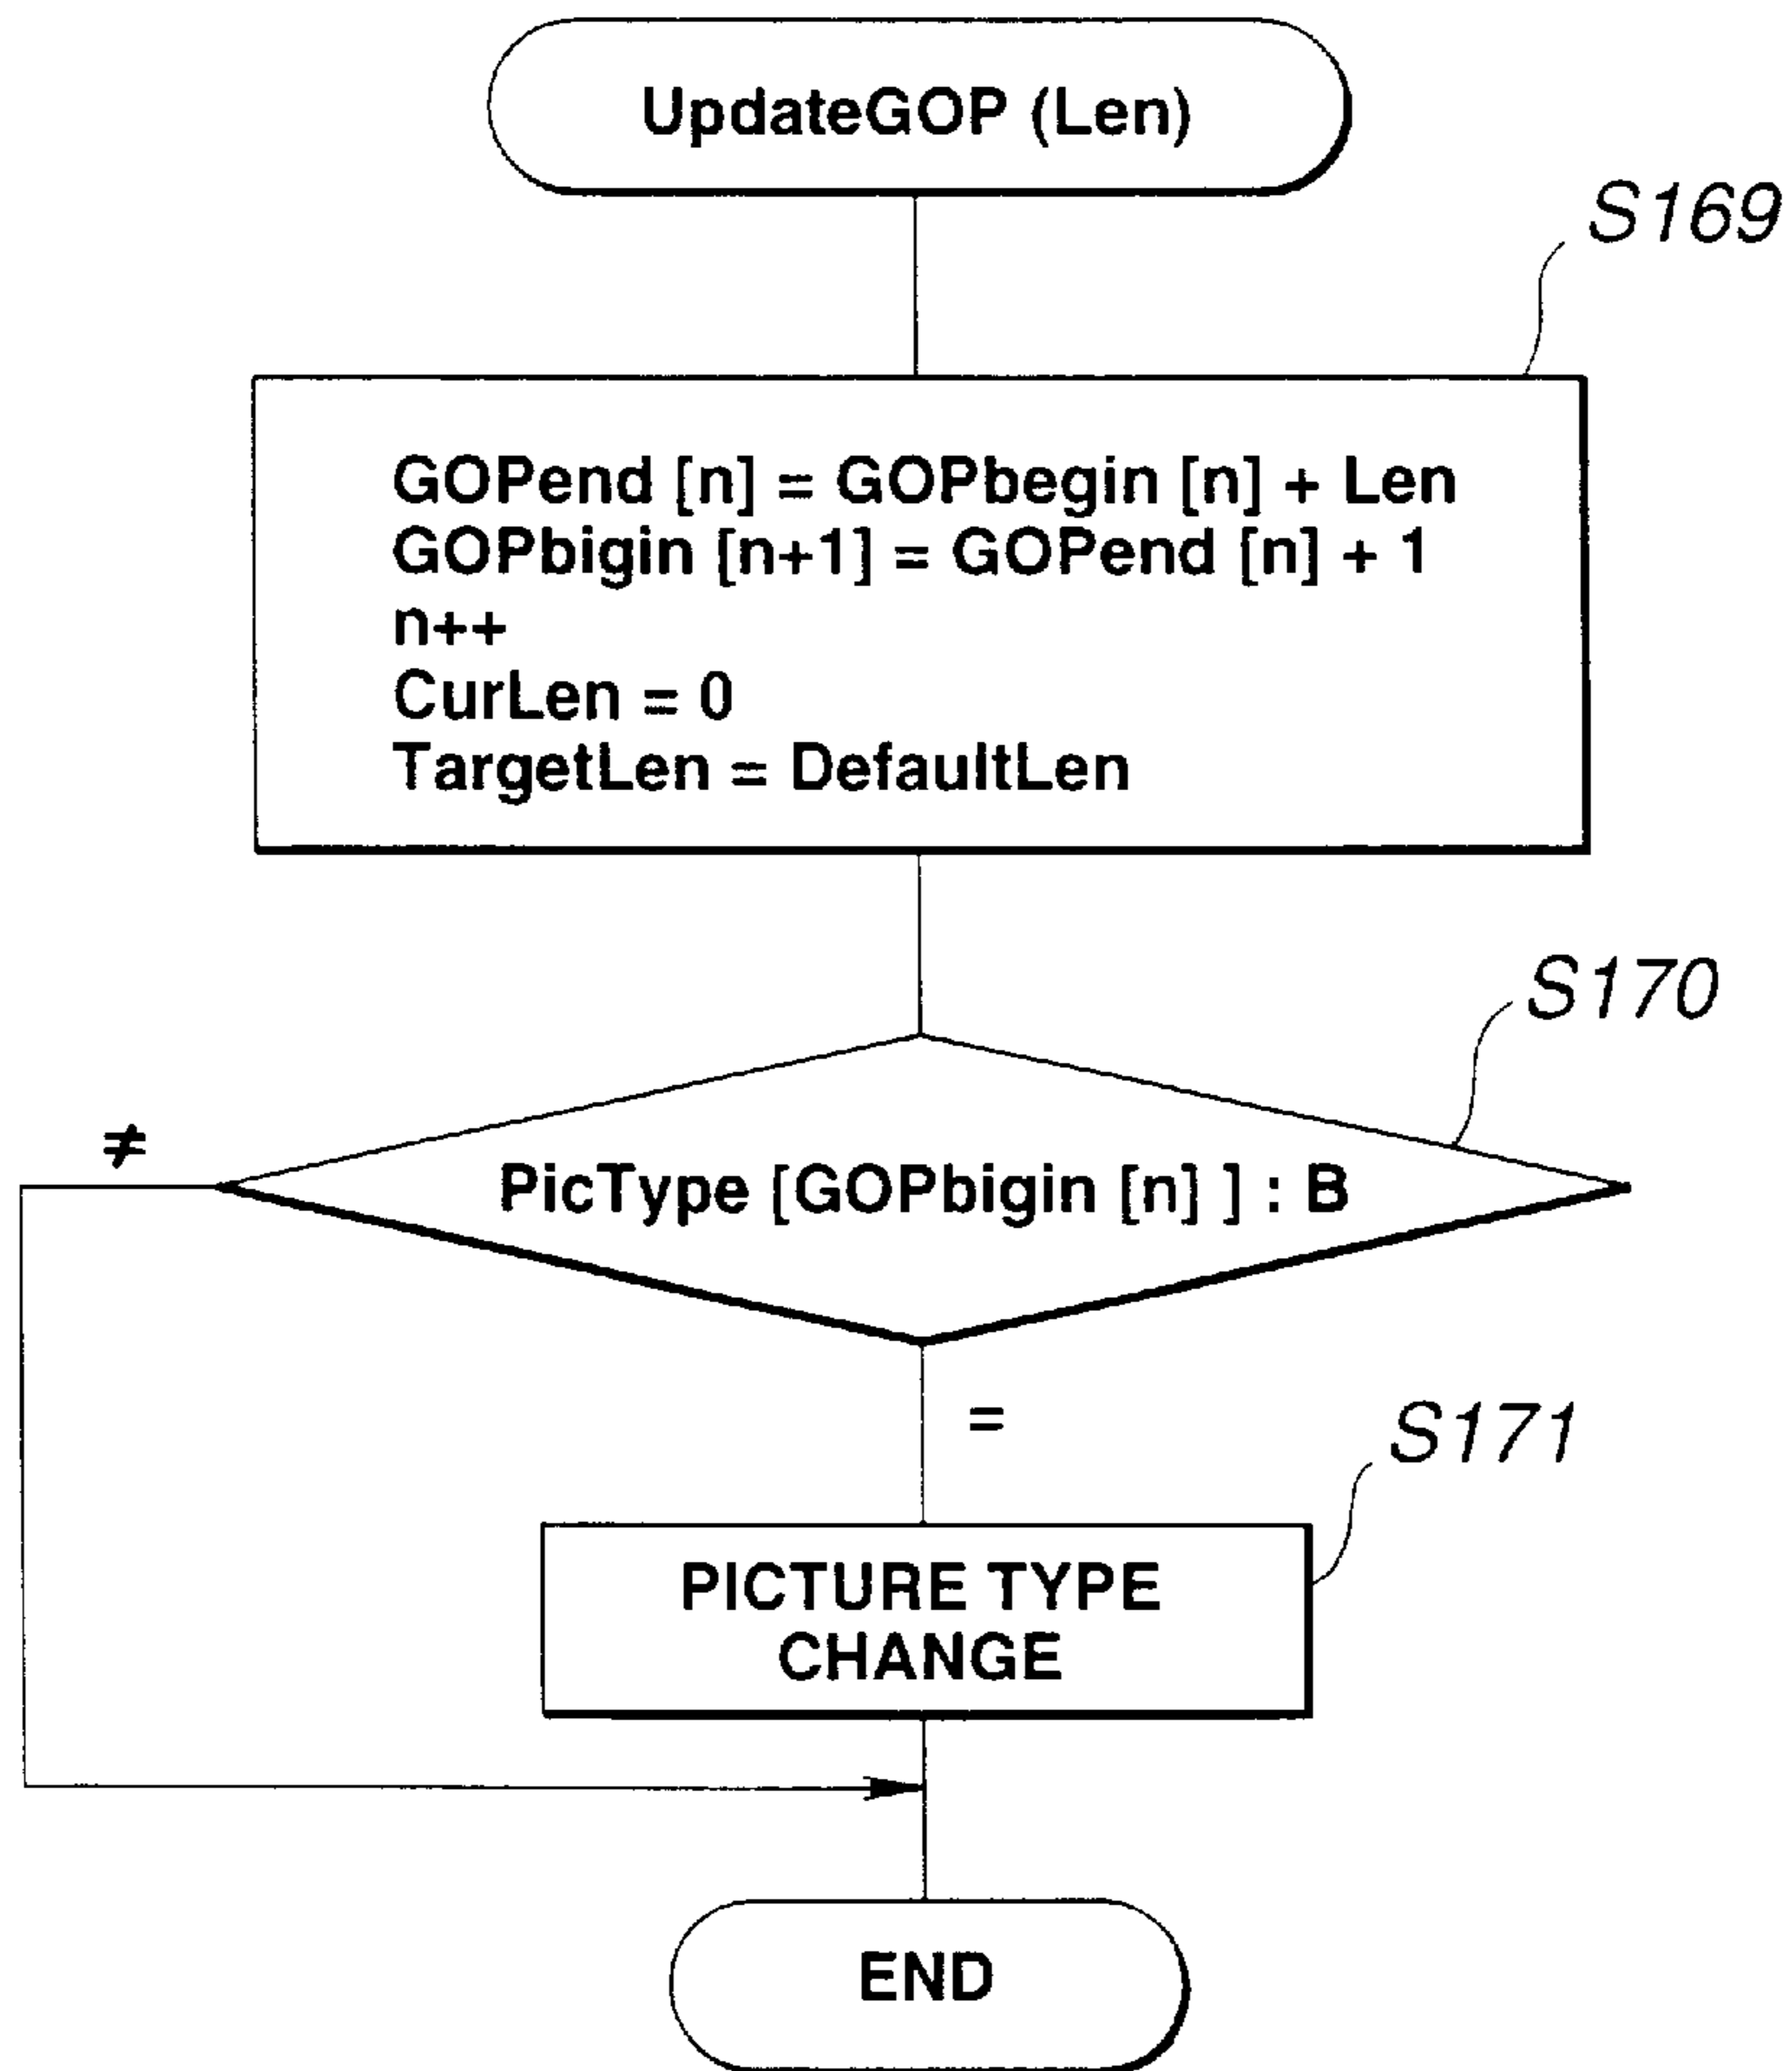 UpdateGOP (Len)
S169
GOPend [n] = GOPbegin [n] + Len
GOPbigin [n+1] = GOPend [n] + 1
n++
CurLen = 0
TargetLen = DefaultLen
S170
≠
PicType [GOPbigin [n] ] : B
=
S171
PICTURE TYPE
CHANGE
END